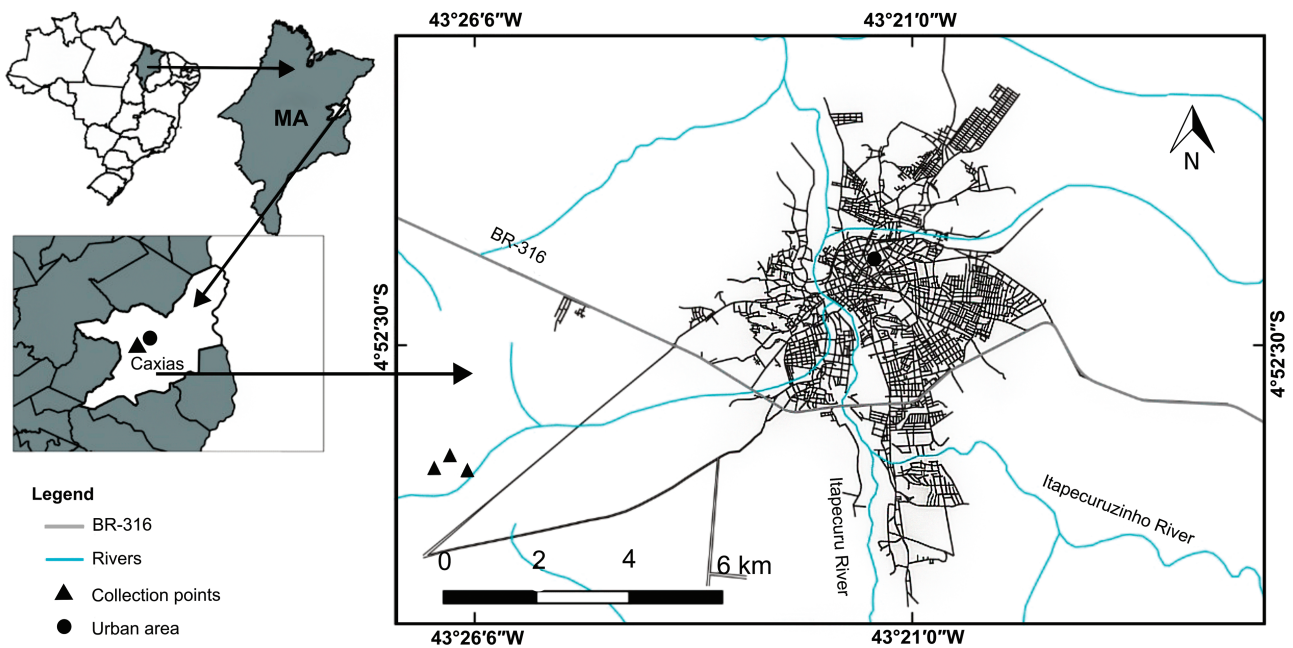 43°26′6″W 43°21′0″W
MA
N
BR-316
4°52′30″S
4°52′30″S
Caxias
Legend
BR-316
Rivers
Collection points
Urban area
Itapecuru River
Itapecuruzinho River
0 2 4 6 km
43°26′6″W 43°21′0″W